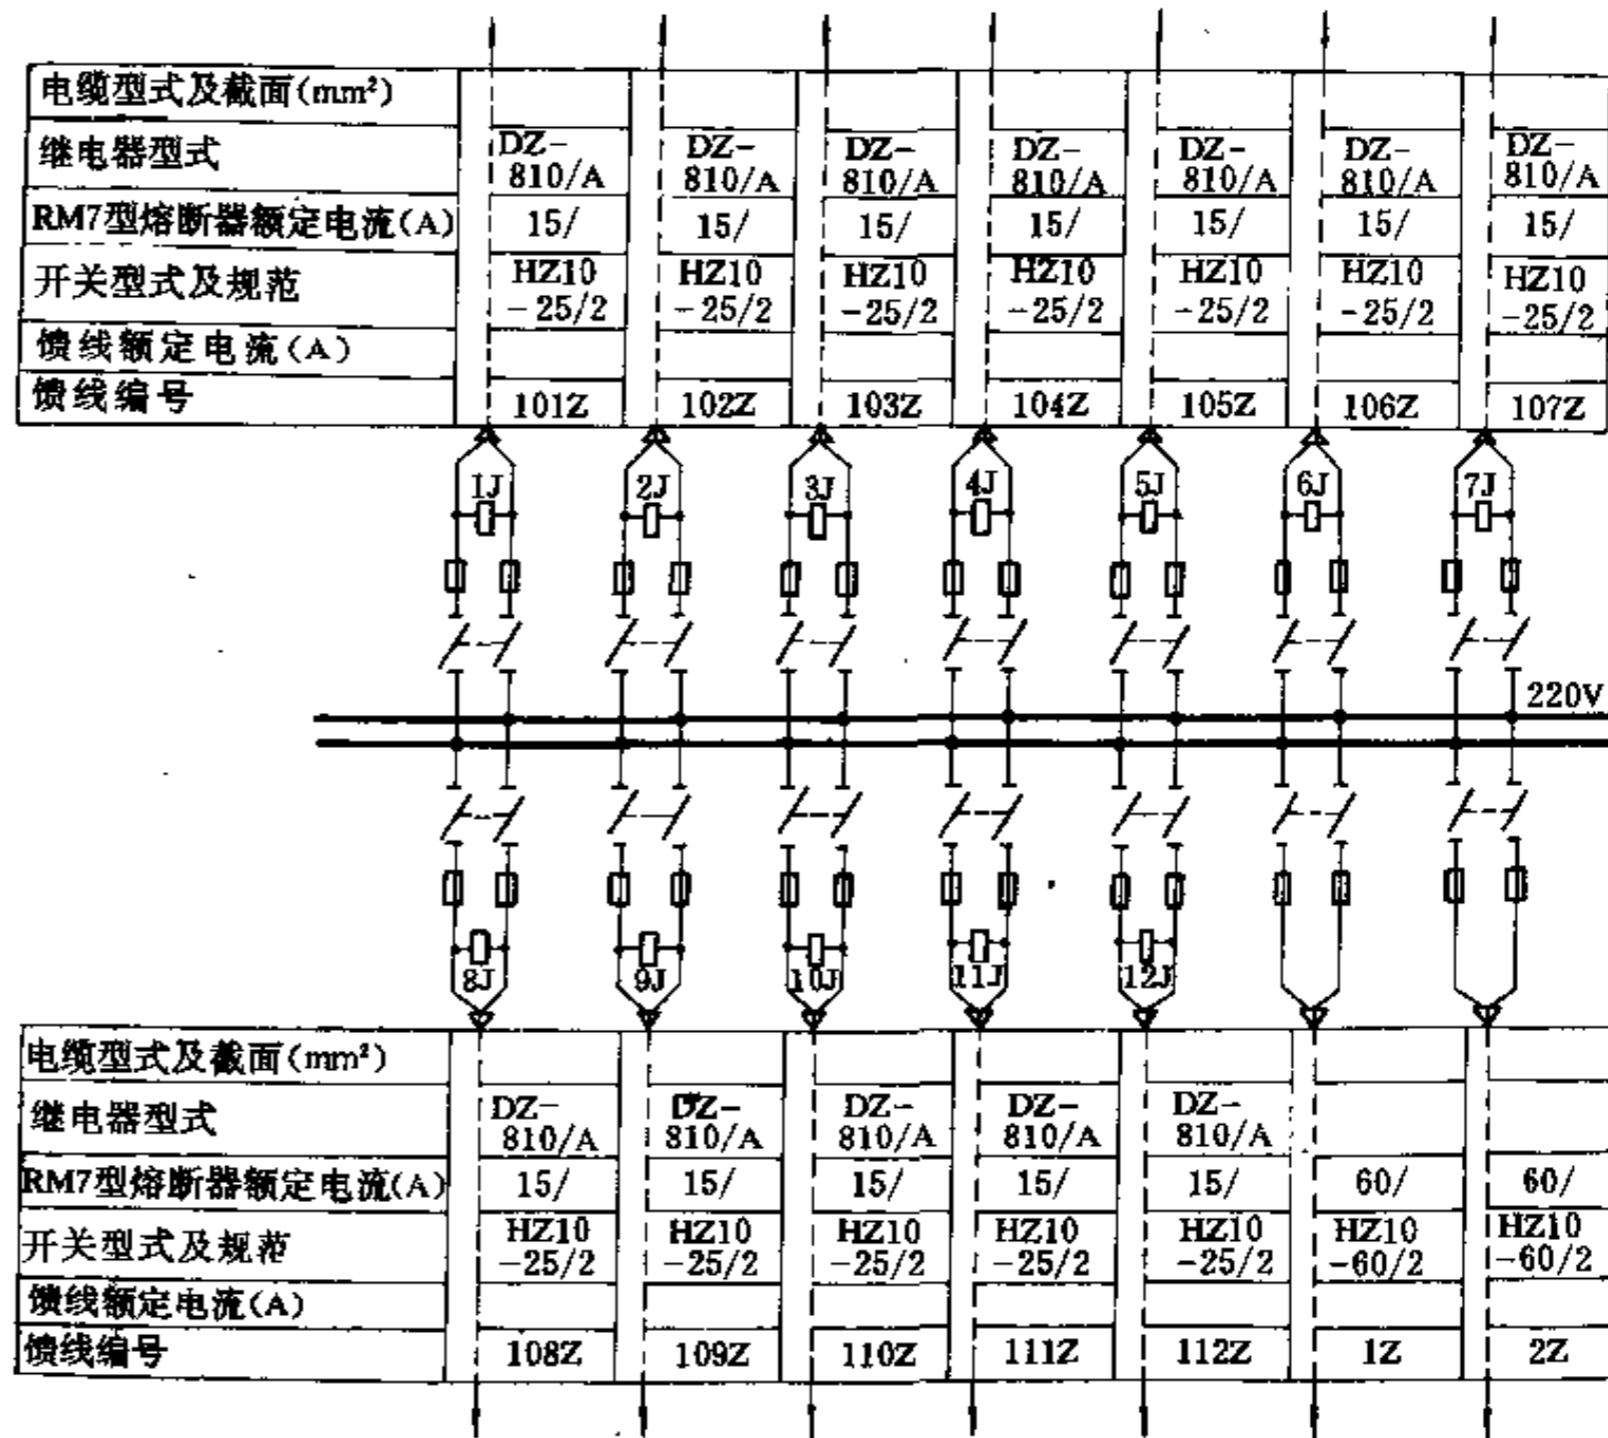 电缆型式及截面(mm²)
继电器型式 DZ- DZ- DZ- DZ- DZ- DZ- DZ-
810/A 810/A 810/A 810/A 810/A 810/A 810/A
RM7型熔断器额定电流(A) 15/ 15/ 15/ 15/ 15/ 15/ 15/
开关型式及规范 HZ10 HZ10 HZ10 HZ10 HZ10 HZ10 HZ10
-25/2 -25/2 -25/2 -25/2 -25/2 -25/2 -25/2
馈线额定电流(A)
馈线编号 101Z 102Z 103Z 104Z 105Z 106Z 107Z
1J 2J 3J 4J 5J 6J 7J
220V
8J 9J 10J 11J 12J
电缆型式及截面(mm²)
继电器型式 DZ- DZ- DZ- DZ- DZ-
810/A 810/A 810/A 810/A 810/A
RM7型熔断器额定电流(A) 15/ 15/ 15/ 15/ 15/ 60/ 60/
开关型式及规范 HZ10 HZ10 HZ10 HZ10 HZ10 HZ10 HZ10
-25/2 -25/2 -25/2 -25/2 -25/2 -60/2 -60/2
馈线额定电流(A)
馈线编号 108Z 109Z 110Z 111Z 112Z 1Z 2Z